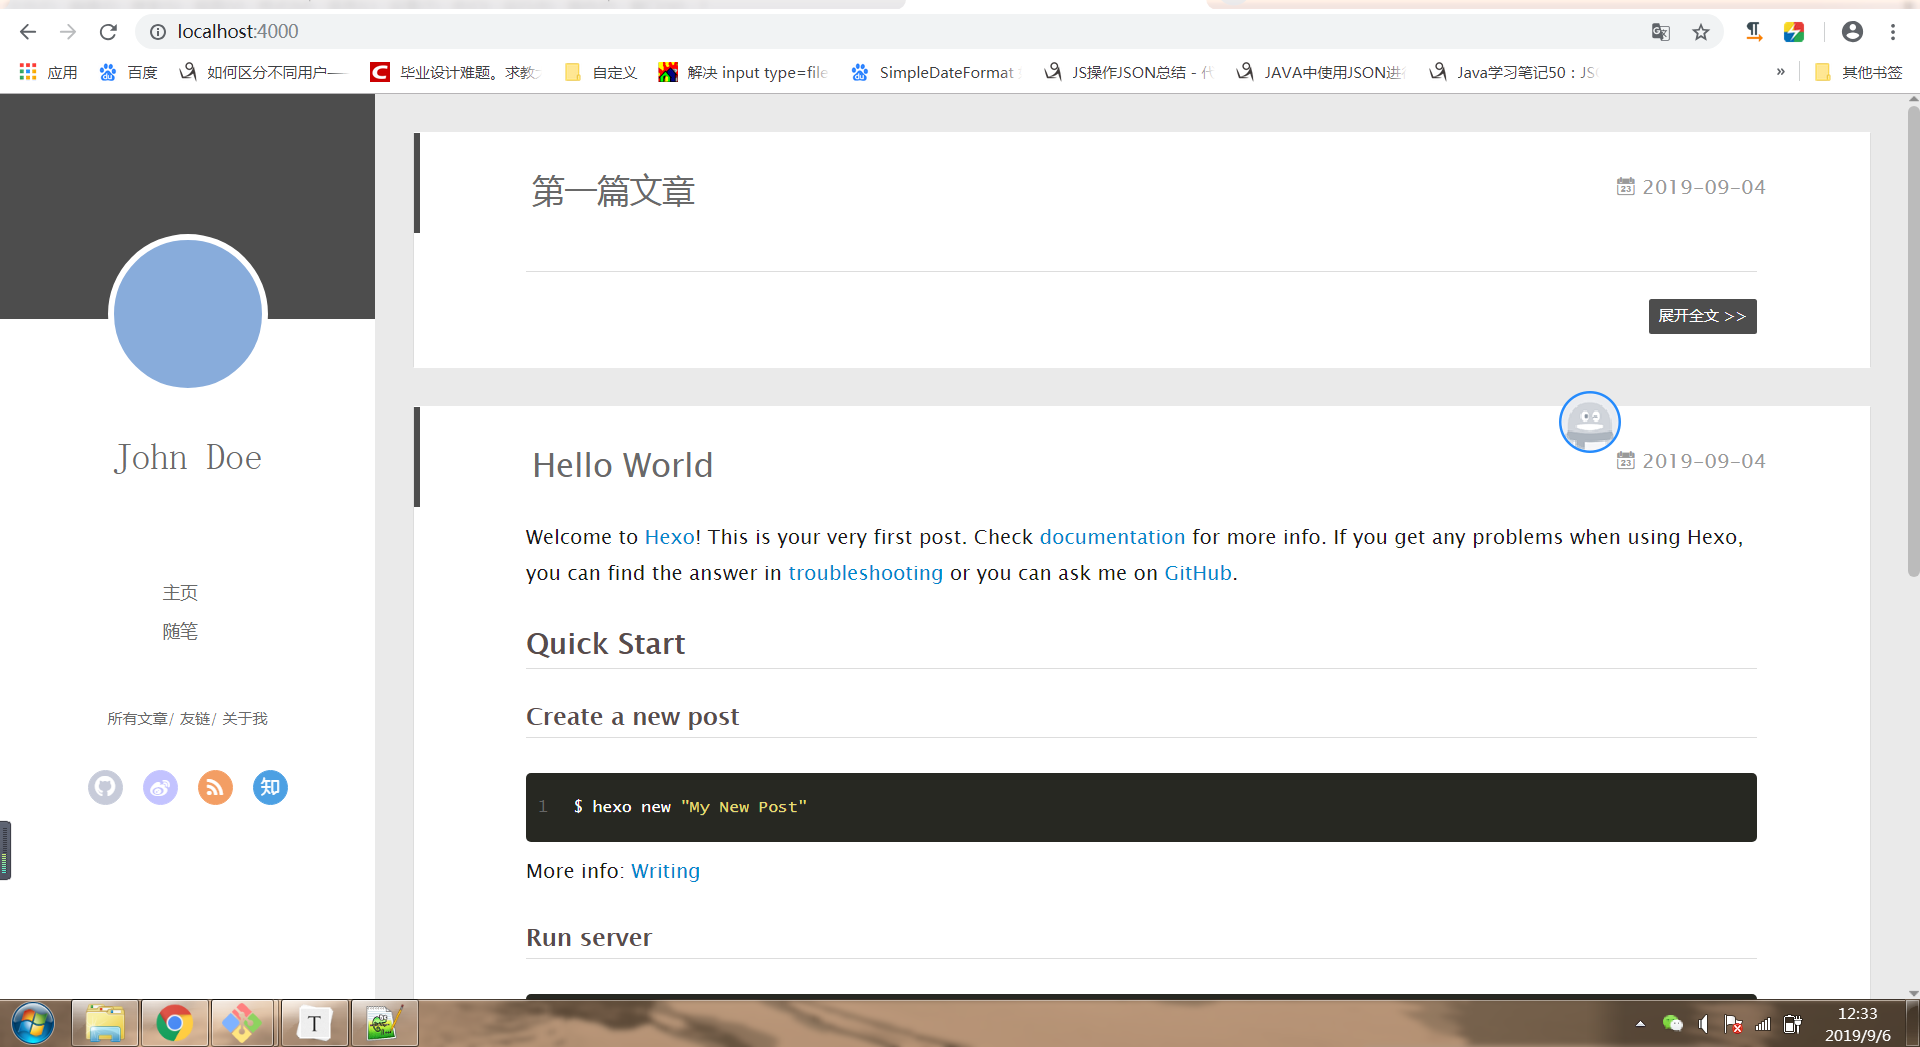 localhost:4000
应用 百度 如何区分不同用户 毕业设计难题。求教 自定义 解决 input type=file SimpleDateFormat JS操作JSON总结 - JAVA中使用JSON进 Java学习笔记50：JS » 其他书签
第一篇文章
2019-09-04
展开全文 >>
John Doe
主页
随笔
所有文章/ 友链/ 关于我
知
Hello World
2019-09-04
Welcome to Hexo! This is your very first post. Check documentation for more info. If you get any problems when using Hexo,
you can find the answer in troubleshooting or you can ask me on GitHub.
Quick Start
Create a new post
1 $ hexo new "My New Post"
More info: Writing
Run server
T
12:33
2019/9/6